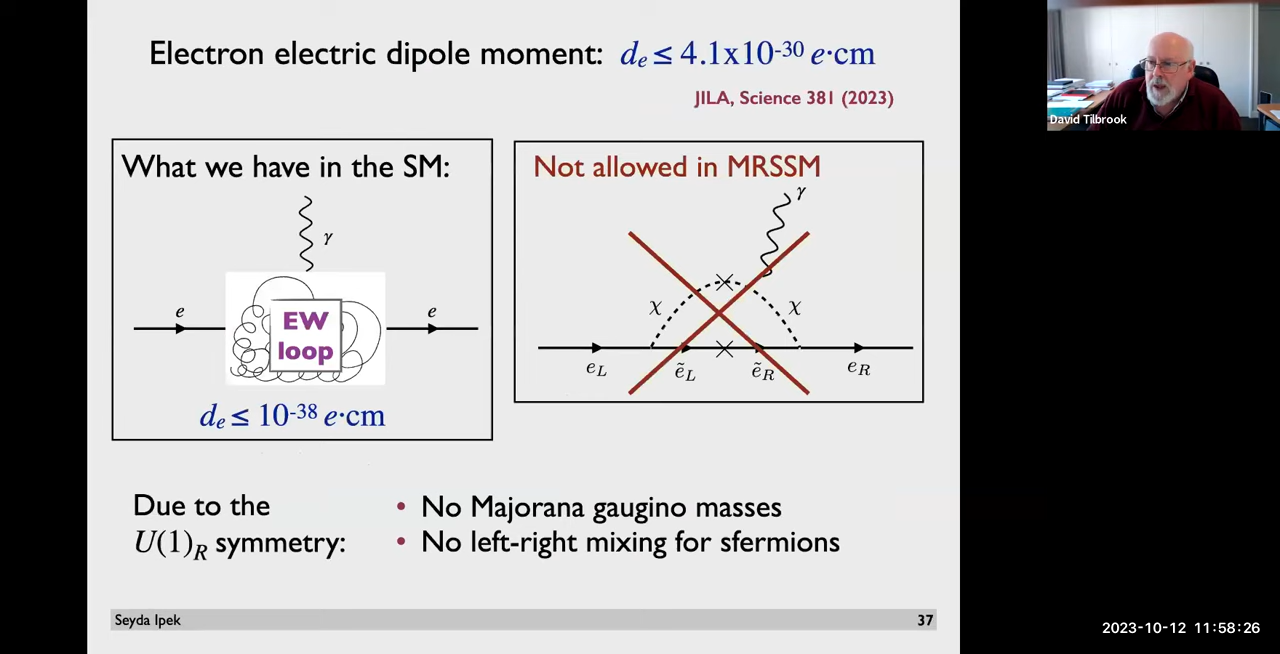 Electron electric dipole moment: dₑ ≤ 4.1x10⁻³⁰ e·cm
JILA, Science 381 (2023)
David Tilbrook
What we have in the SM:
γ
e
e
EW
loop
dₑ ≤ 10⁻³⁸ e·cm
Not allowed in MRSSM
γ
χ
χ
e_L
ẽ_L
ẽ_R
e_R
Due to the
U(1)_R symmetry:
• No Majorana gaugino masses
• No left-right mixing for sfermions
Seyda Ipek
37
2023-10-12 11:58:26